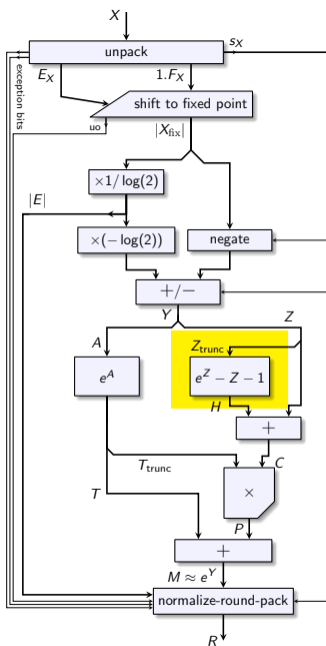 X
unpack
s_X
E_X
1.F_X
exception bits
shift to fixed point
uo
|X_fix|
×1/log(2)
|E|
×(−log(2))
negate
+/−
Y
Z
A
Z_trunc
e^A
e^Z − Z − 1
H
+
T_trunc
C
T
×
P
+
M ≈ e^Y
normalize-round-pack
R